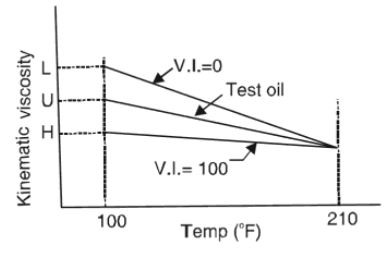 Kinematic viscosity
L
U
H
V.I.=0
Test oil
V.I.= 100
100
210
Temp (°F)